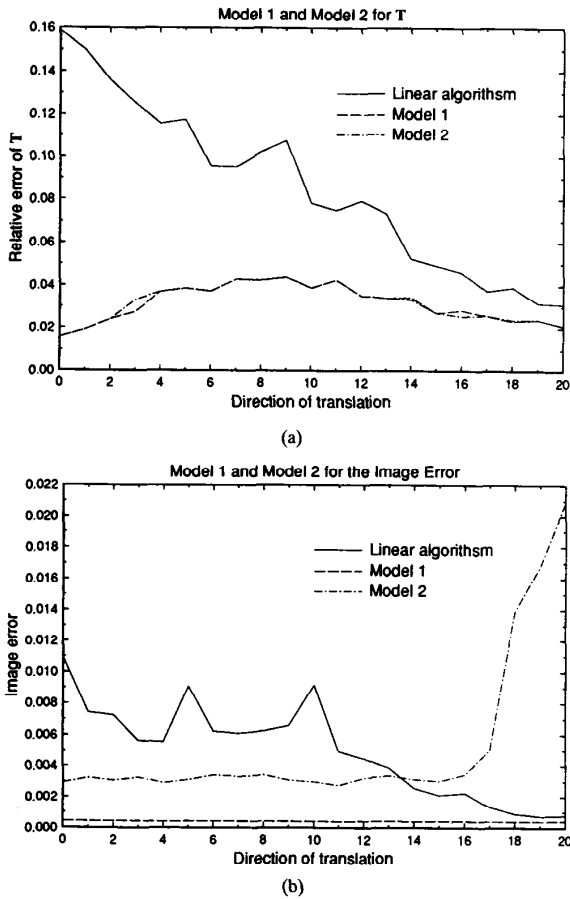 Model 1 and Model 2 for T
0.16
0.14
0.12
0.10
0.08
0.06
0.04
0.02
0.00
Relative error of T
Linear algorithsm
Model 1
Model 2
0 2 4 6 8 10 12 14 16 18 20
Direction of translation
(a)
Model 1 and Model 2 for the Image Error
0.022
0.020
0.018
0.016
0.014
0.012
0.010
0.008
0.006
0.004
0.002
0.000
Image error
Linear algorithsm
Model 1
Model 2
0 2 4 6 8 10 12 14 16 18 20
Direction of translation
(b)